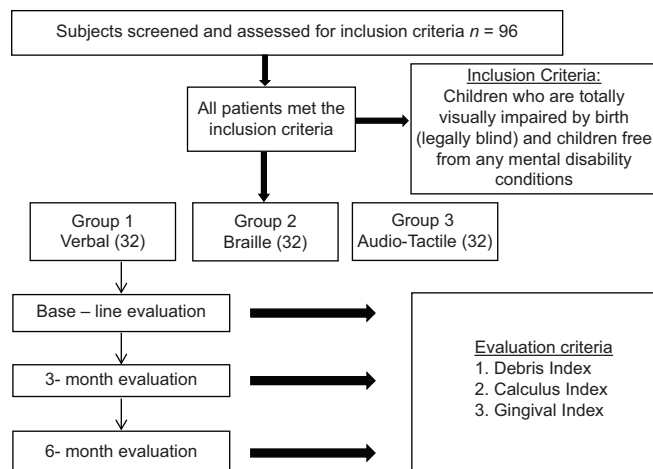 Subjects screened and assessed for inclusion criteria n = 96
All patients met the
inclusion criteria
Inclusion Criteria:
Children who are totally
visually impaired by birth
(legally blind) and children free
from any mental disability
conditions
Group 1
Verbal (32)
Group 2
Braille (32)
Group 3
Audio-Tactile (32)
Base – line evaluation
3- month evaluation
6- month evaluation
Evaluation criteria
1. Debris Index
2. Calculus Index
3. Gingival Index